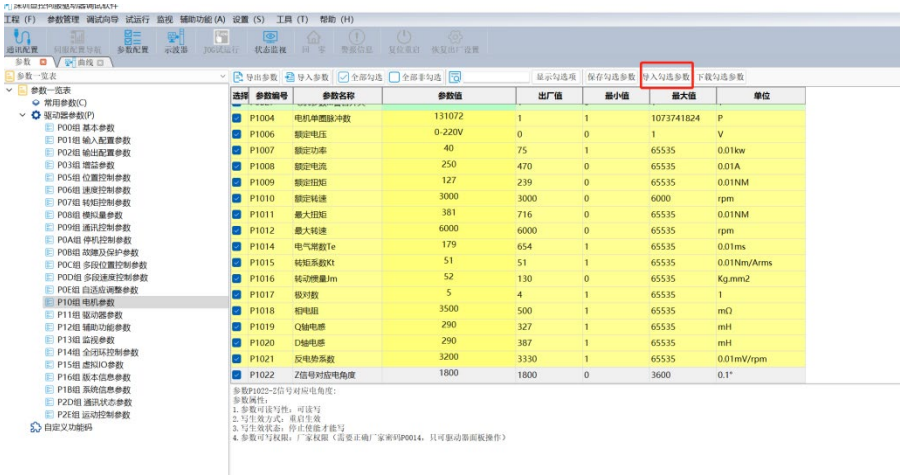 深圳
伺服驱动器调试软件
工程 (F) 参数管理 调试向导 试运行 监视 辅助功能 (A) 设置 (S) 工具 (T) 帮助 (H)
通讯配置 伺服配置导航 参数配置 示波器 JOG试运行 状态监视 回 零 警报信息 复位重启 恢复出厂设置
参数 曲线
参数一览表 导出参数 导入参数 全部勾选 全部非勾选 显示勾选项 保存勾选参数 导入勾选参数 下载勾选参数
参数一览表
常用参数(C)
驱动器参数(P)
P00组 基本参数
P01组 输入配置参数
P02组 输出配置参数
P03组 增益参数
P05组 位置控制参数
P06组 速度控制参数
P07组 转矩控制参数
P08组 模拟量参数
P09组 通讯控制参数
P0A组 停机控制参数
P0B组 故障及保护参数
P0C组 多段位置控制参数
P0D组 多段速度控制参数
P0E组 自适应调整参数
P10组 电机参数
P11组 驱动器参数
P12组 辅助功能参数
P13组 监视参数
P14组 全闭环控制参数
P15组 虚拟IO参数
P16组 版本信息参数
P1B组 系统信息参数
P2D组 通讯状态参数
P2E组 运动控制参数
自定义功能码
选择 参数编号 参数名称 参数值 出厂值 最小值 最大值 单位
P1004 电机单圈脉冲数 131072 1 1 1073741824 P
P1006 额定电压 0-220V 0 0 1 V
P1007 额定功率 40 75 1 65535 0.01kw
P1008 额定电流 250 470 0 65535 0.01A
P1009 额定扭矩 127 239 0 65535 0.01NM
P1010 额定转速 3000 3000 0 6000 rpm
P1011 最大扭矩 381 716 0 65535 0.01NM
P1012 最大转速 6000 6000 0 65535 rpm
P1014 电气常数Te 179 654 1 65535 0.01ms
P1015 转矩系数Kt 51 51 1 65535 0.01Nm/Arms
P1016 转动惯量Jm 52 130 0 65535 Kg.mm2
P1017 极对数 5 4 1 65535 1
P1018 相电阻 3500 500 1 65535 mΩ
P1019 Q轴电感 290 327 1 65535 mH
P1020 D轴电感 290 387 1 65535 mH
P1021 反电势系数 3200 3330 1 65535 0.01mV/rpm
P1022 Z信号对应电角度 1800 1800 0 3600 0.1°
参数P1022-Z信号对应电角度:
参数属性:
1. 参数可读写性: 可读写
2. 写生效方式: 重启生效
3. 写生效状态: 停止使能才能写
4. 参数可写权限: 厂家权限 (需要正确厂家密码P0014, 只可驱动器面板操作)